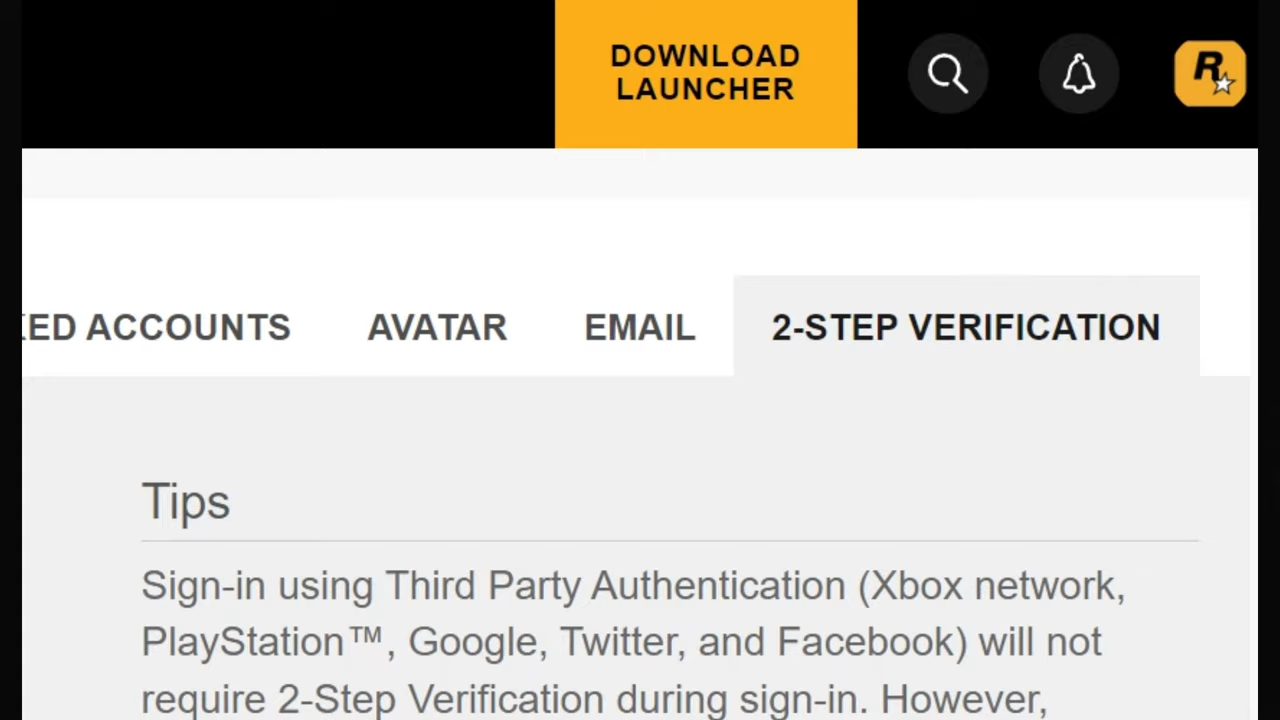 DOWNLOAD
LAUNCHER
R
KED ACCOUNTS
AVATAR
EMAIL
2-STEP VERIFICATION
Tips
Sign-in using Third Party Authentication (Xbox network,
PlayStation™, Google, Twitter, and Facebook) will not
require 2-Step Verification during sign-in. However,